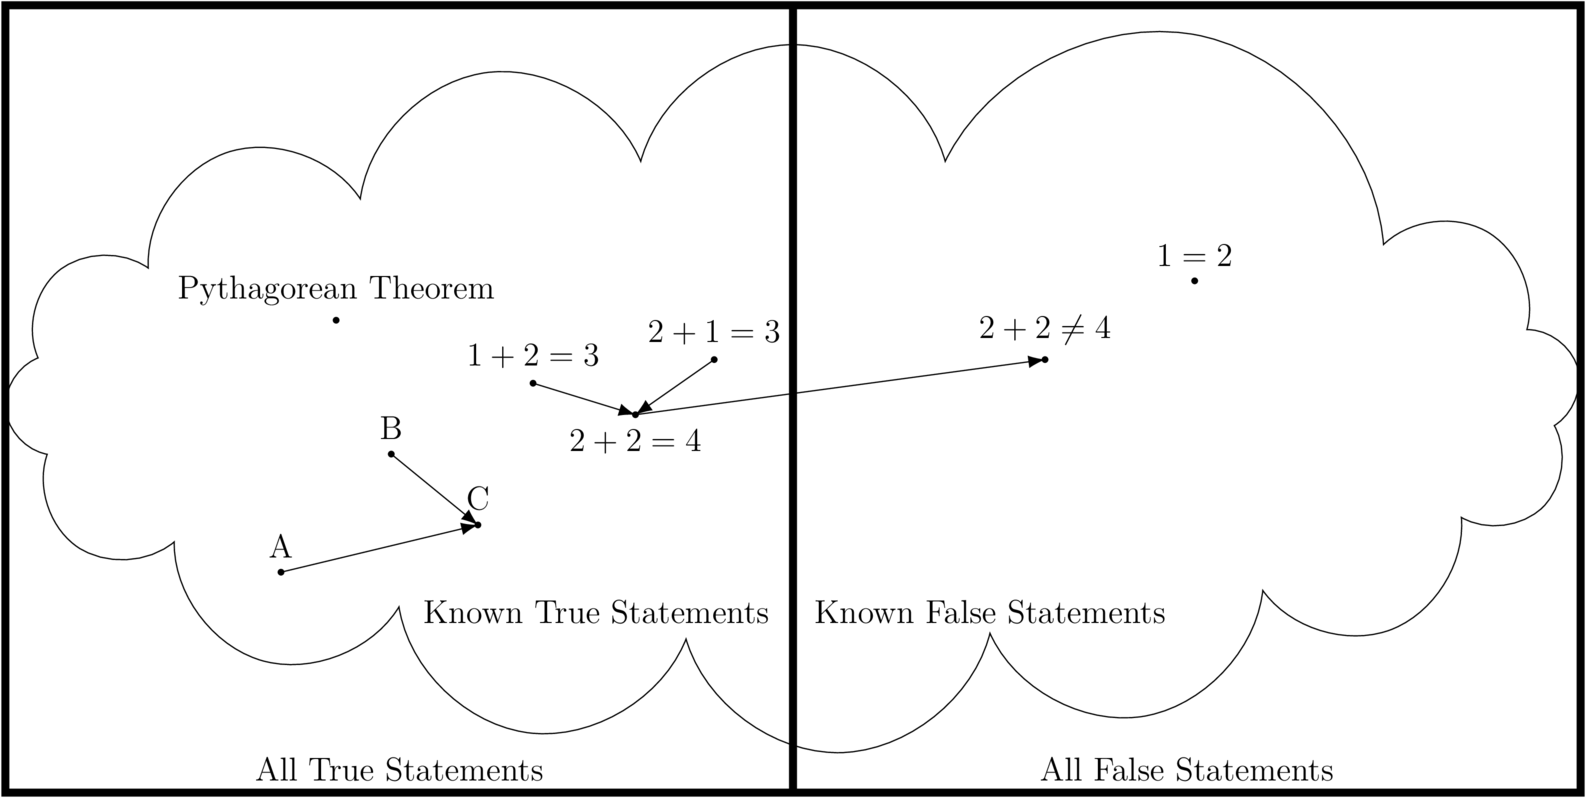 1 = 2
Pythagorean Theorem
2 + 1 = 3
2 + 2 ≠ 4
1 + 2 = 3
B
2 + 2 = 4
C
A
Known True Statements
Known False Statements
All True Statements
All False Statements